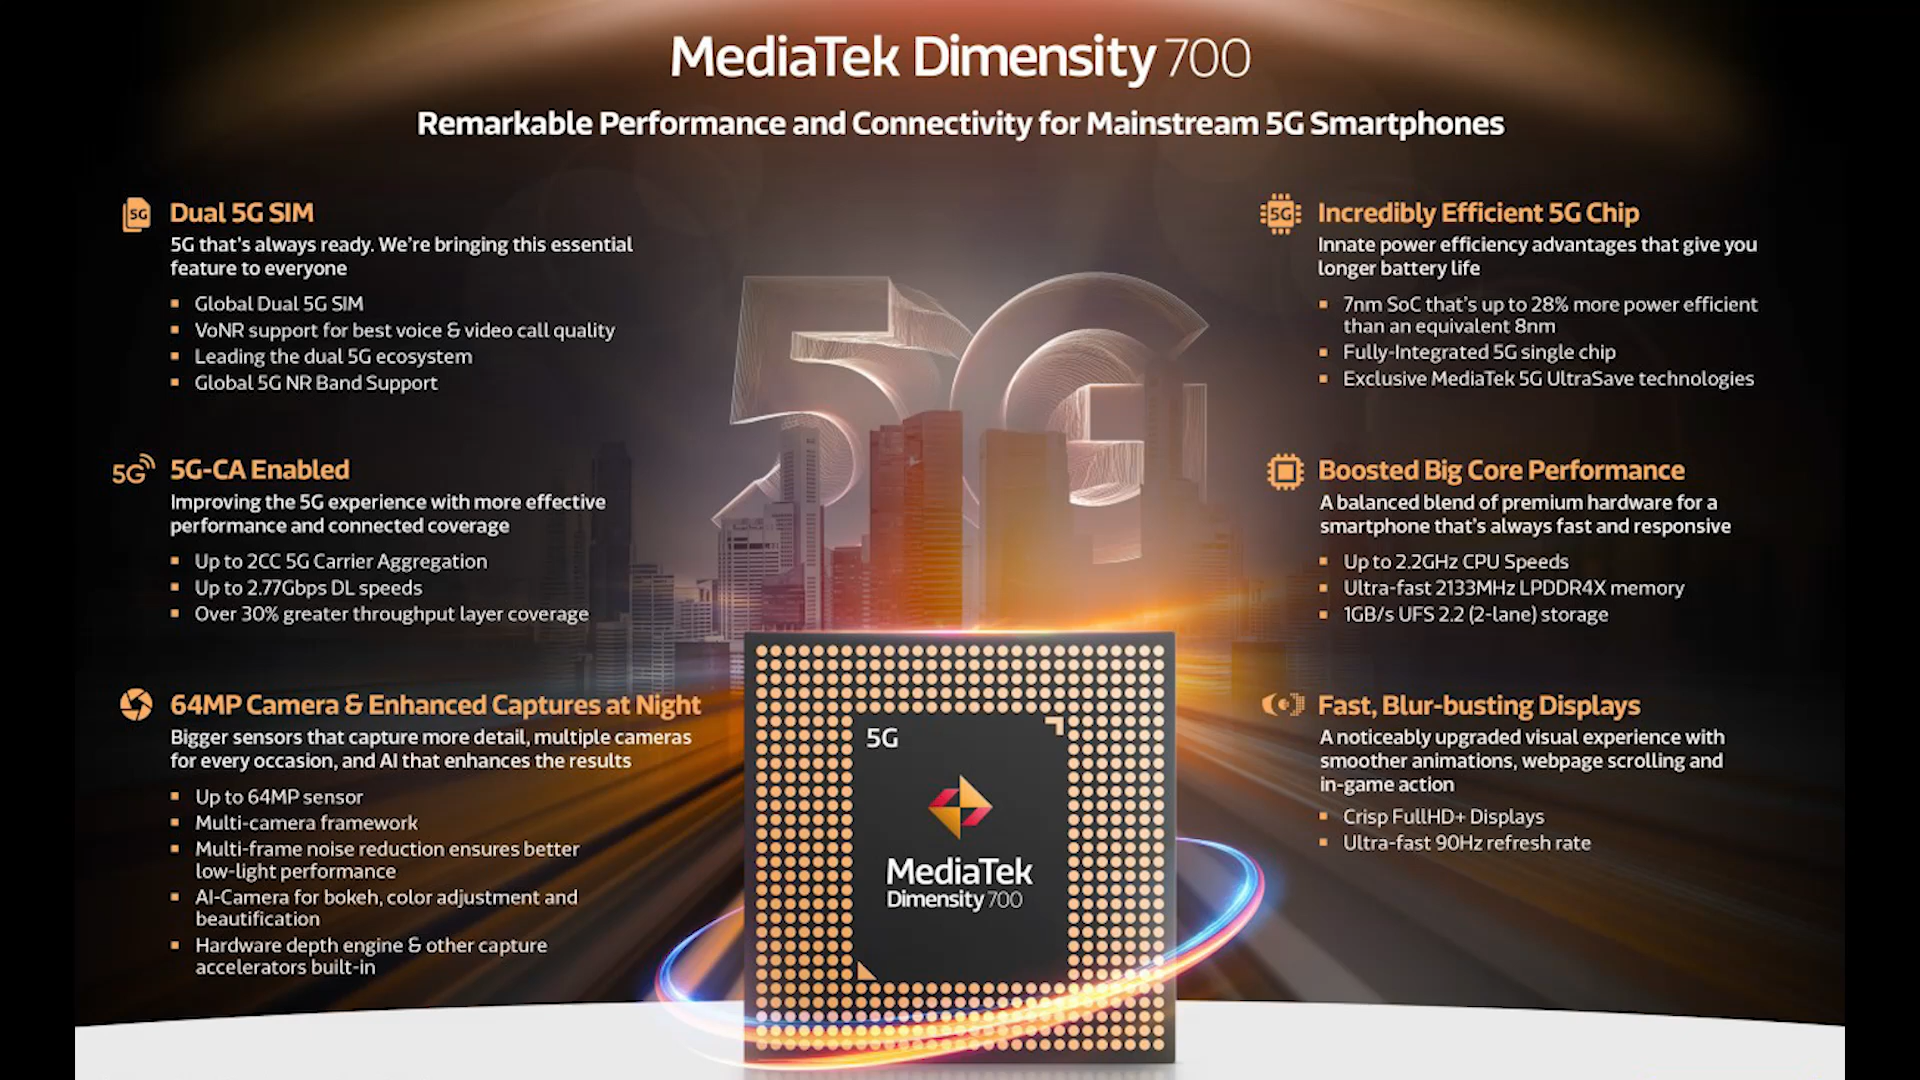 MediaTek Dimensity 700
Remarkable Performance and Connectivity for Mainstream 5G Smartphones
5G
Dual 5G SIM
5G that's always ready. We're bringing this essential
feature to everyone
Global Dual 5G SIM
VoNR support for best voice & video call quality
Leading the dual 5G ecosystem
Global 5G NR Band Support
5G
5G-CA Enabled
Improving the 5G experience with more effective
performance and connected coverage
Up to 2CC 5G Carrier Aggregation
Up to 2.77Gbps DL speeds
Over 30% greater throughput layer coverage
64MP Camera & Enhanced Captures at Night
Bigger sensors that capture more detail, multiple cameras
for every occasion, and AI that enhances the results
Up to 64MP sensor
Multi-camera framework
Multi-frame noise reduction ensures better
low-light performance
AI-Camera for bokeh, color adjustment and
beautification
Hardware depth engine & other capture
accelerators built-in
5G
5G
MediaTek
Dimensity 700
5G
Incredibly Efficient 5G Chip
Innate power efficiency advantages that give you
longer battery life
7nm SoC that's up to 28% more power efficient
than an equivalent 8nm
Fully-Integrated 5G single chip
Exclusive MediaTek 5G UltraSave technologies
Boosted Big Core Performance
A balanced blend of premium hardware for a
smartphone that's always fast and responsive
Up to 2.2GHz CPU Speeds
Ultra-fast 2133MHz LPDDR4X memory
1GB/s UFS 2.2 (2-lane) storage
Fast, Blur-busting Displays
A noticeably upgraded visual experience with
smoother animations, webpage scrolling and
in-game action
Crisp FullHD+ Displays
Ultra-fast 90Hz refresh rate